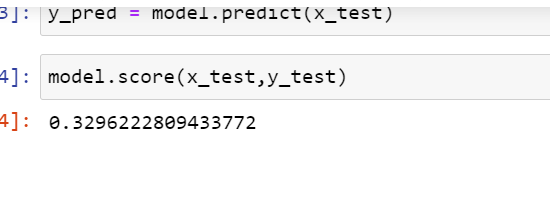 3]: y_pred = model.predict(x_test)
4]: model.score(x_test,y_test)
4]: 0.3296222809433772